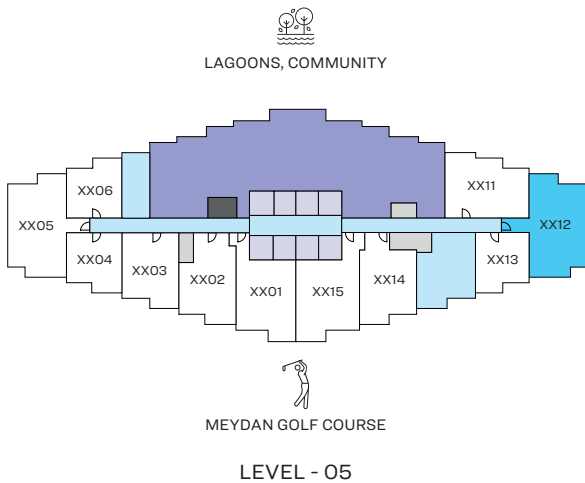 LAGOONS, COMMUNITY
XX06
XX11
XX05
XX12
XX04
XX03
XX02
XX01
XX15
XX14
XX13
MEYDAN GOLF COURSE
LEVEL - 05